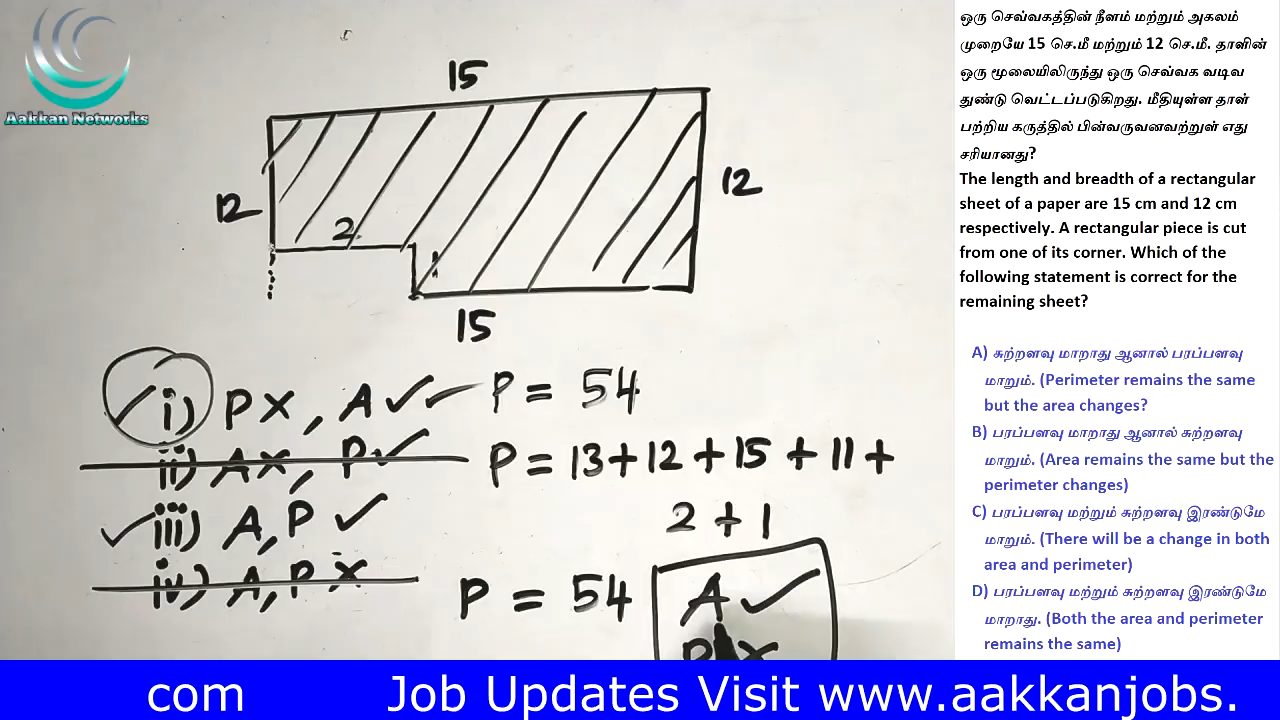 Aakkan Networks
15
12
12
2
1
15
i) P X, A ✓ P = 54
ii) A X, P ✓ P = 13 + 12 + 15 + 11 +
2 + 1
iii) A, P ✓
iv) A, P X P = 54
A ✓
P X
ஒரு செவ்வகத்தின் நீளம் மற்றும் அகலம்
முறையே 15 செ.மீ மற்றும் 12 செ.மீ. தாளின்
ஒரு மூலையிலிருந்து ஒரு செவ்வக வடிவ
துண்டு வெட்டப்படுகிறது. மீதியுள்ள தாள்
பற்றிய கருத்தில் பின்வருவனவற்றுள் எது
சரியானது?
The length and breadth of a rectangular
sheet of a paper are 15 cm and 12 cm
respectively. A rectangular piece is cut
from one of its corner. Which of the
following statement is correct for the
remaining sheet?
A) சுற்றளவு மாறாது ஆனால் பரப்பளவு
மாறும். (Perimeter remains the same
but the area changes?
B) பரப்பளவு மாறாது ஆனால் சுற்றளவு
மாறும். (Area remains the same but the
perimeter changes)
C) பரப்பளவு மற்றும் சுற்றளவு இரண்டுமே
மாறும். (There will be a change in both
area and perimeter)
D) பரப்பளவு மற்றும் சுற்றளவு இரண்டுமே
மாறாது. (Both the area and perimeter
remains the same)
com Job Updates Visit www.aakkanjobs.